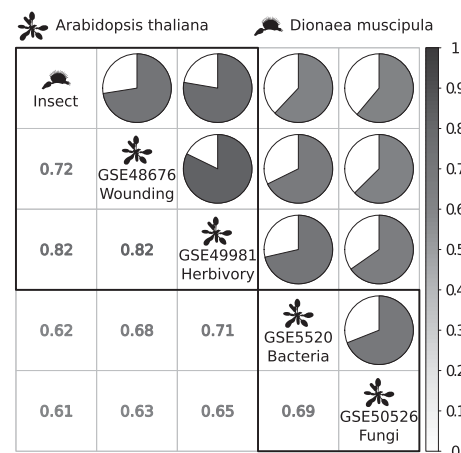 Arabidopsis thaliana
Dionaea muscipula
Insect
0.72
GSE48676
Wounding
0.82
0.82
GSE49981
Herbivory
0.62
0.68
0.71
GSE5520
Bacteria
0.61
0.63
0.65
0.69
GSE50526
Fungi
1
0.9
0.8
0.7
0.6
0.5
0.4
0.3
0.2
0.1
0